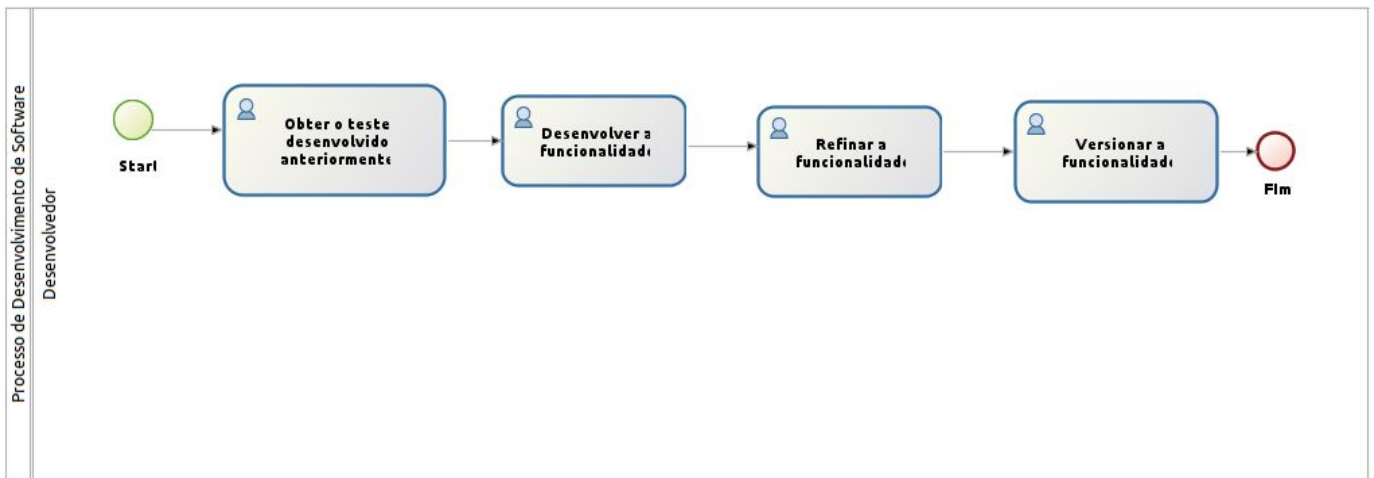 Processo de Desenvolvimento de Software
Desenvolvedor
Start
Obter o teste
desenvolvido
anteriormente
Desenvolver a
funcionalidade
Refinar a
funcionalidade
Versionar a
funcionalidade
Fim